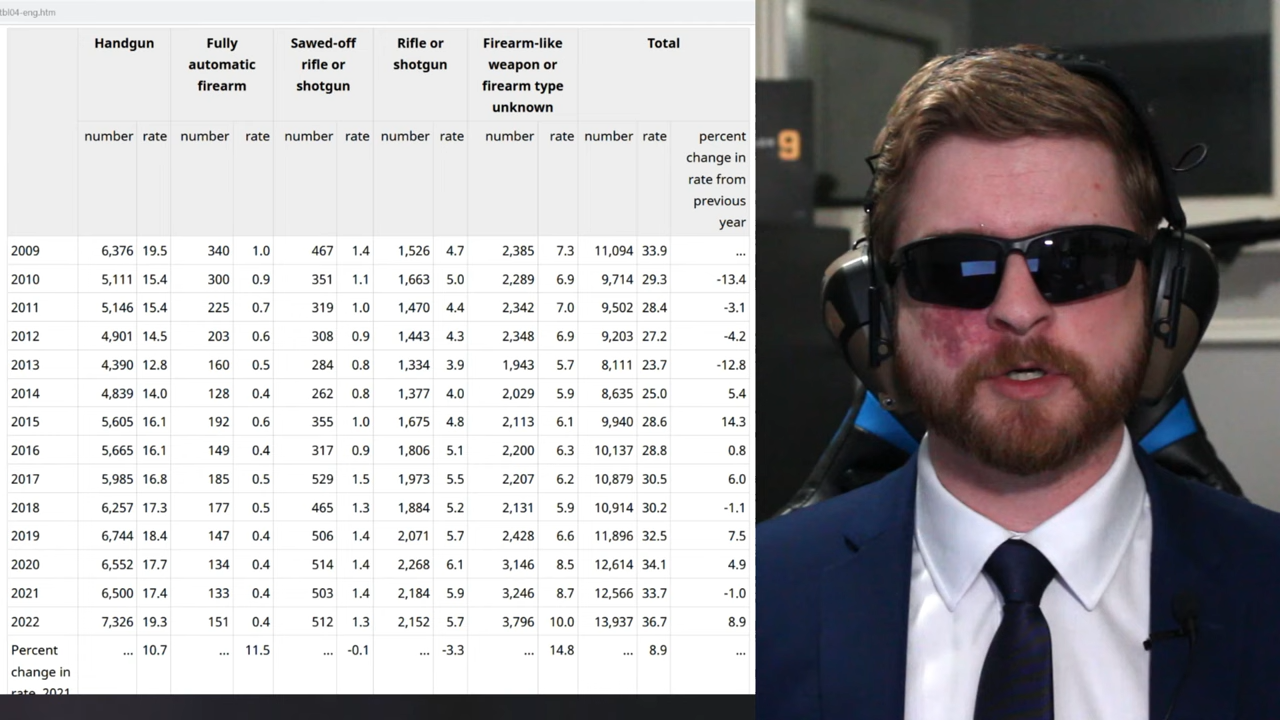 tbl04-eng.htm
Handgun Fully automatic firearm Sawed-off rifle or shotgun Rifle or shotgun Firearm-like weapon or firearm type unknown Total
number rate number rate number rate number rate number rate number rate percent change in rate from previous year
2009 6,376 19.5 340 1.0 467 1.4 1,526 4.7 2,385 7.3 11,094 33.9 ...
2010 5,111 15.4 300 0.9 351 1.1 1,663 5.0 2,289 6.9 9,714 29.3 -13.4
2011 5,146 15.4 225 0.7 319 1.0 1,470 4.4 2,342 7.0 9,502 28.4 -3.1
2012 4,901 14.5 203 0.6 308 0.9 1,443 4.3 2,348 6.9 9,203 27.2 -4.2
2013 4,390 12.8 160 0.5 284 0.8 1,334 3.9 1,943 5.7 8,111 23.7 -12.8
2014 4,839 14.0 128 0.4 262 0.8 1,377 4.0 2,029 5.9 8,635 25.0 5.4
2015 5,605 16.1 192 0.6 355 1.0 1,675 4.8 2,113 6.1 9,940 28.6 14.3
2016 5,665 16.1 149 0.4 317 0.9 1,806 5.1 2,200 6.3 10,137 28.8 0.8
2017 5,985 16.8 185 0.5 529 1.5 1,973 5.5 2,207 6.2 10,879 30.5 6.0
2018 6,257 17.3 177 0.5 465 1.3 1,884 5.2 2,131 5.9 10,914 30.2 -1.1
2019 6,744 18.4 147 0.4 506 1.4 2,071 5.7 2,428 6.6 11,896 32.5 7.5
2020 6,552 17.7 134 0.4 514 1.4 2,268 6.1 3,146 8.5 12,614 34.1 4.9
2021 6,500 17.4 133 0.4 503 1.4 2,184 5.9 3,246 8.7 12,566 33.7 -1.0
2022 7,326 19.3 151 0.4 512 1.3 2,152 5.7 3,796 10.0 13,937 36.7 8.9
Percent change in rate, 2021 ... 10.7 ... 11.5 ... -0.1 ... -3.3 ... 14.8 ... 8.9 ...
9